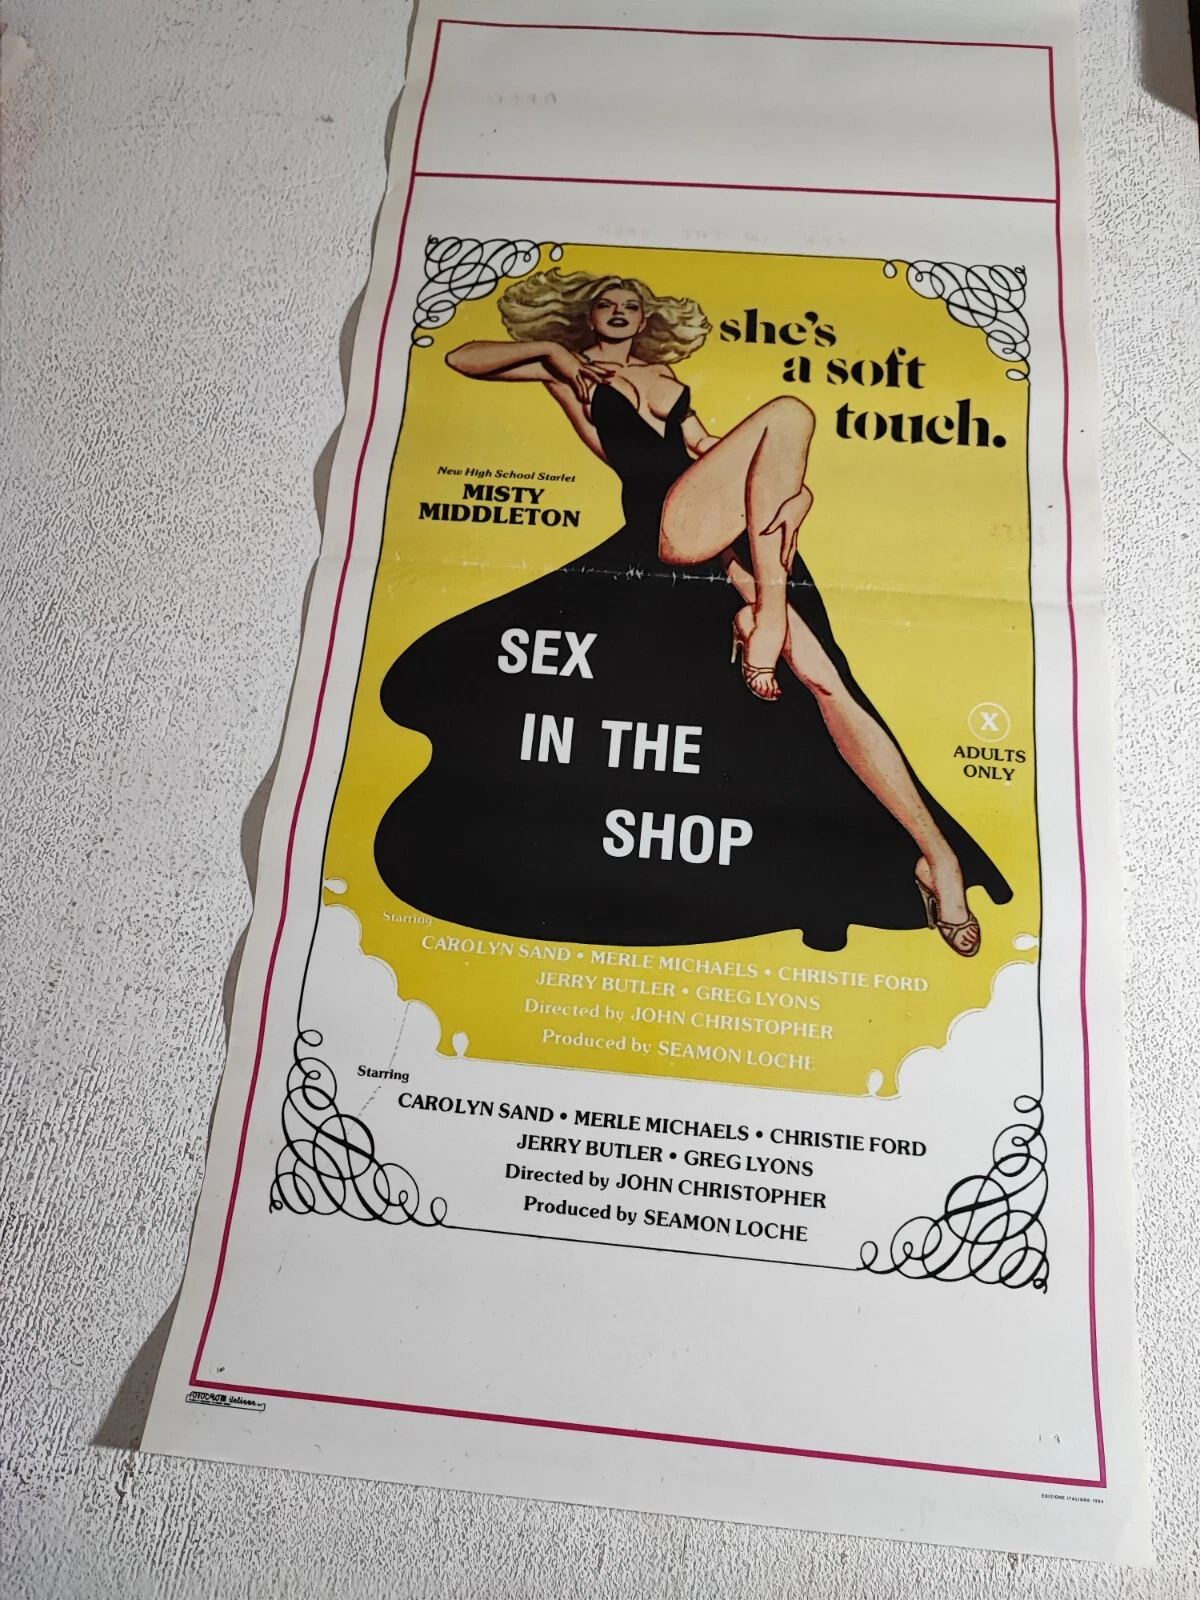 she's
a soft
touch.
New High School Starlet
MISTY
MIDDLETON
SEX
IN THE
SHOP
X
ADULTS
ONLY
Starring
CAROLYN SAND • MERLE MICHAELS • CHRISTIE FORD
JERRY BUTLER • GREG LYONS
Directed by JOHN CHRISTOPHER
Produced by SEAMON LOCHE
Starring
CAROLYN SAND • MERLE MICHAELS • CHRISTIE FORD
JERRY BUTLER • GREG LYONS
Directed by JOHN CHRISTOPHER
Produced by SEAMON LOCHE
EDIZIONE ITALIANA